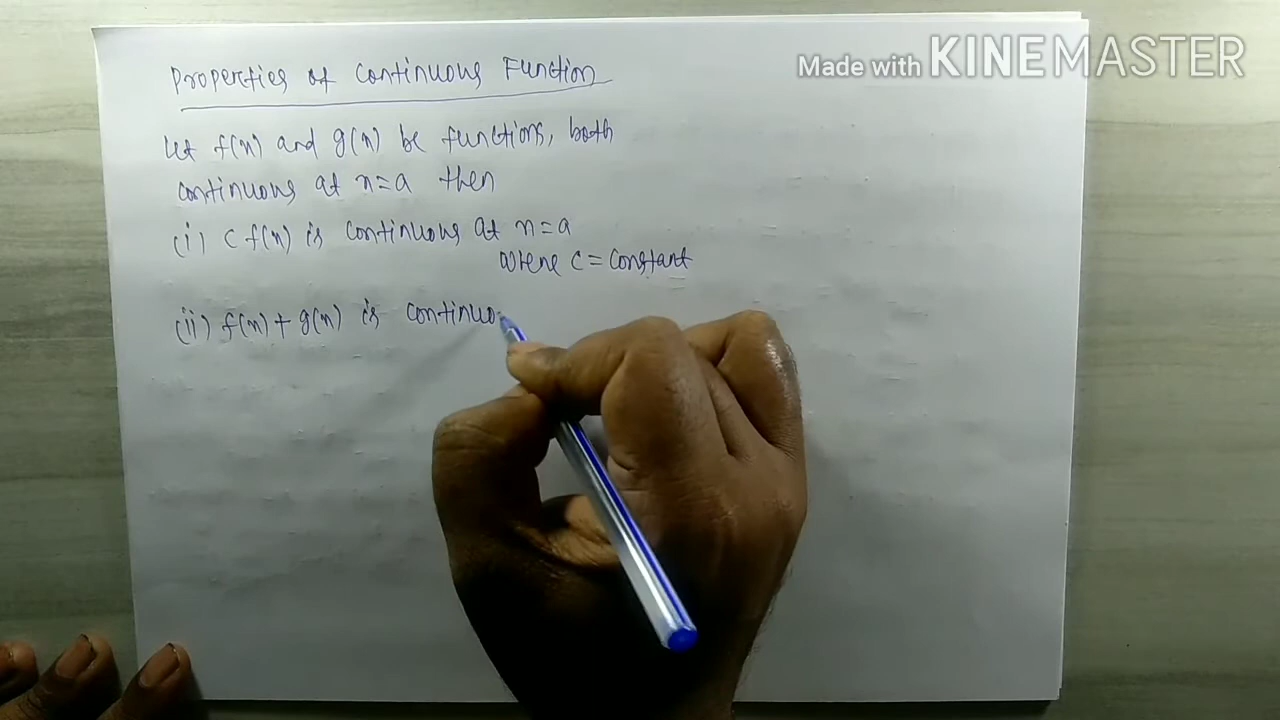 Made with KINEMASTER
Properties of Continuous Function
Let f(x) and g(x) be functions, both
continuous at x=a then
(i) C f(x) is continuous at x=a
where c = constant
(ii) f(x) + g(x) is continuo